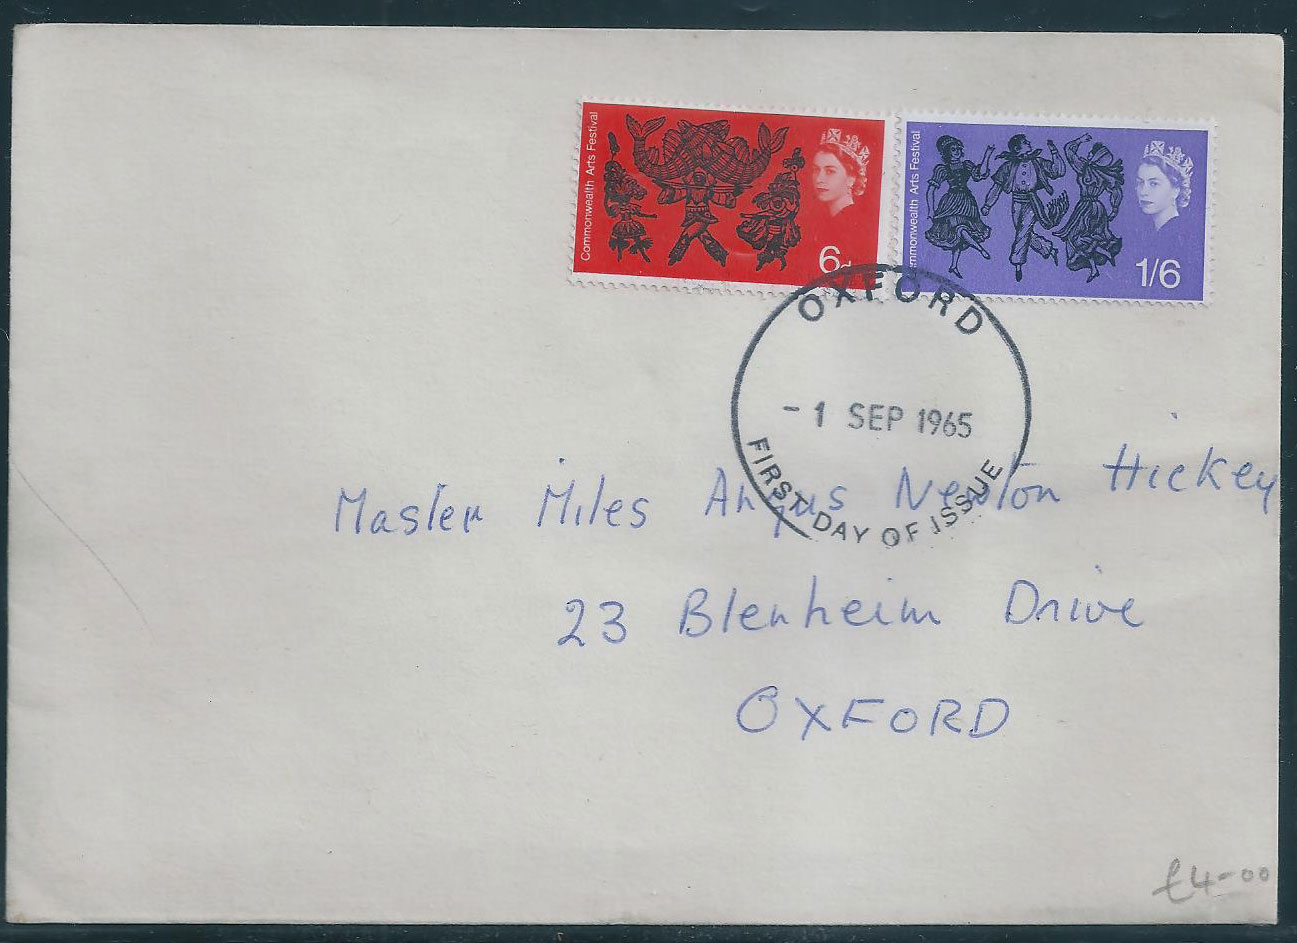 Commonwealth Arts Festival
6d
mmonwealth Arts Festival
1/6
OXFORD
- 1 SEP 1965
FIRST DAY OF ISSUE
Master Miles Angus Newton Hickey
23 Blenheim Drive
OXFORD
£4-00